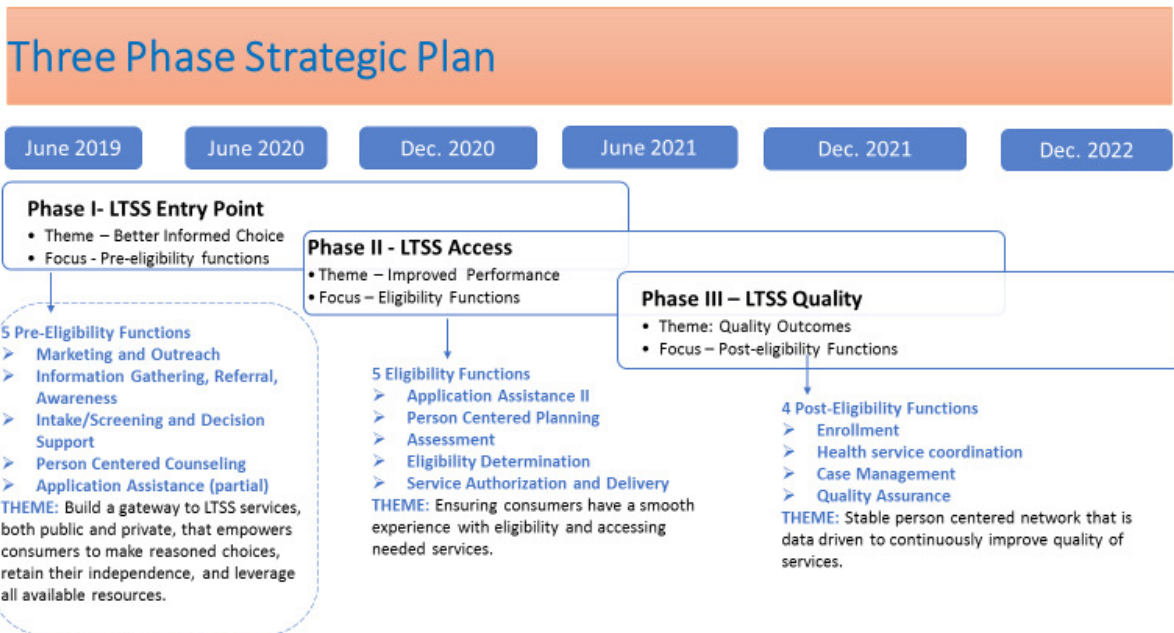 Three Phase Strategic Plan
June 2019
June 2020
Dec. 2020
June 2021
Dec. 2021
Dec. 2022
Phase I- LTSS Entry Point
• Theme – Better Informed Choice
• Focus - Pre-eligibility functions
Phase II - LTSS Access
• Theme – Improved Performance
• Focus – Eligibility Functions
Phase III – LTSS Quality
• Theme: Quality Outcomes
• Focus – Post-eligibility Functions
5 Pre-Eligibility Functions
➢ Marketing and Outreach
➢ Information Gathering, Referral,
Awareness
➢ Intake/Screening and Decision
Support
➢ Person Centered Counseling
➢ Application Assistance (partial)
THEME: Build a gateway to LTSS services,
both public and private, that empowers
consumers to make reasoned choices,
retain their independence, and leverage
all available resources.
5 Eligibility Functions
➢ Application Assistance II
➢ Person Centered Planning
➢ Assessment
➢ Eligibility Determination
➢ Service Authorization and Delivery
THEME: Ensuring consumers have a smooth
experience with eligibility and accessing
needed services.
4 Post-Eligibility Functions
➢ Enrollment
➢ Health service coordination
➢ Case Management
➢ Quality Assurance
THEME: Stable person centered network that is
data driven to continuously improve quality of
services.